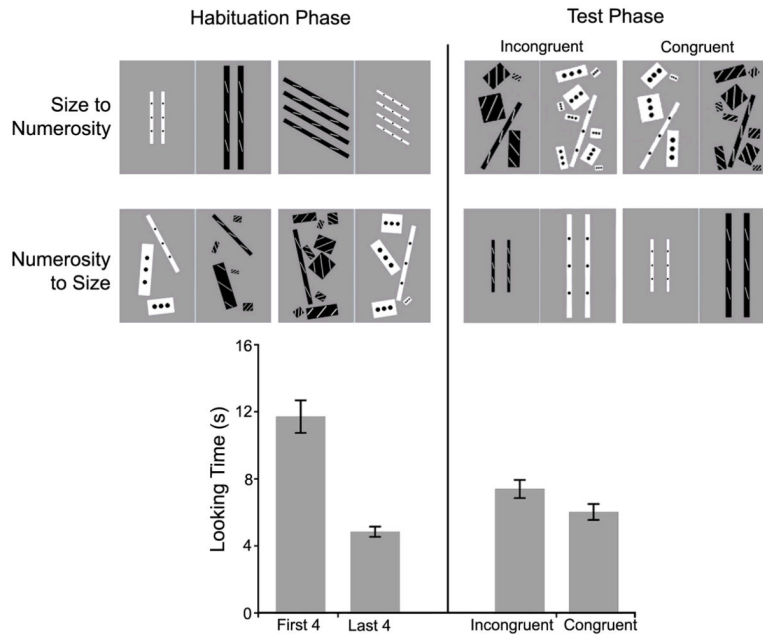 Habituation Phase
Test Phase
Incongruent
Congruent
Size to
Numerosity
Numerosity
to Size
16
12
8
4
0
Looking Time (s)
First 4
Last 4
Incongruent
Congruent